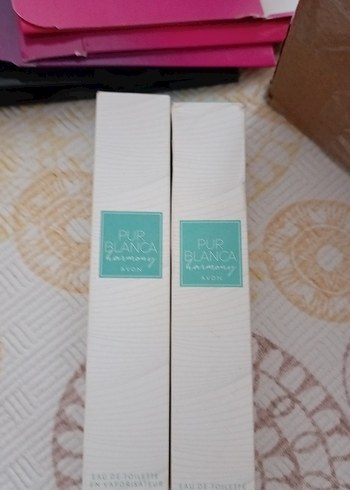 PUR
BLANCA
harmony
AVON
EAU DE TOILETTE
EN VAPORISATEUR
PUR
BLANCA
harmony
AVON
EAU DE TOILETTE